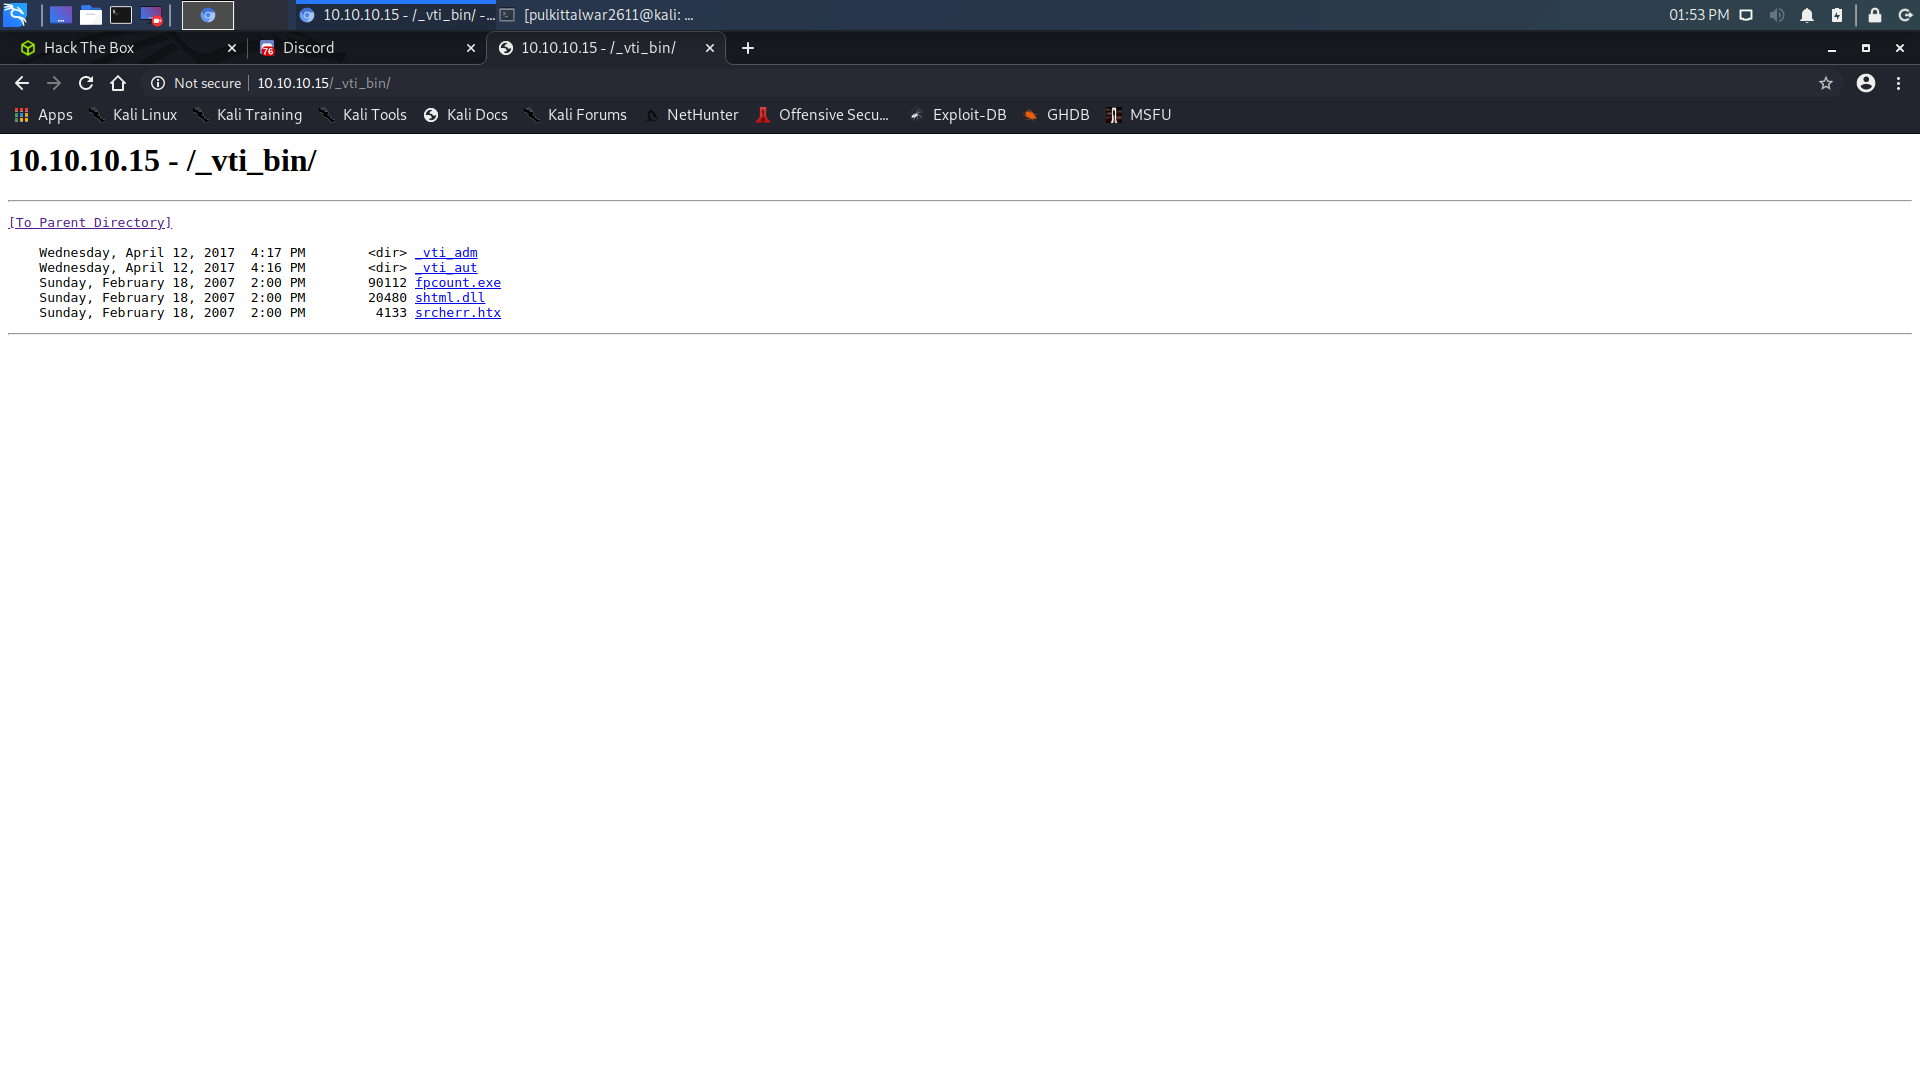 10.10.10.15 - /_vti_bin/ -...
[pulkittalwar2611@kali: ...
01:53 PM
Hack The Box
76
Discord
10.10.10.15 - /_vti_bin/
Not secure
10.10.10.15/_vti_bin/
Apps
Kali Linux
Kali Training
Kali Tools
Kali Docs
Kali Forums
NetHunter
Offensive Secu...
Exploit-DB
GHDB
MSFU
10.10.10.15 - /_vti_bin/
[To Parent Directory]
Wednesday, April 12, 2017 4:17 PM <dir> _vti_adm
Wednesday, April 12, 2017 4:16 PM <dir> _vti_aut
Sunday, February 18, 2007 2:00 PM 90112 fpcount.exe
Sunday, February 18, 2007 2:00 PM 20480 shtml.dll
Sunday, February 18, 2007 2:00 PM 4133 srcherr.htx